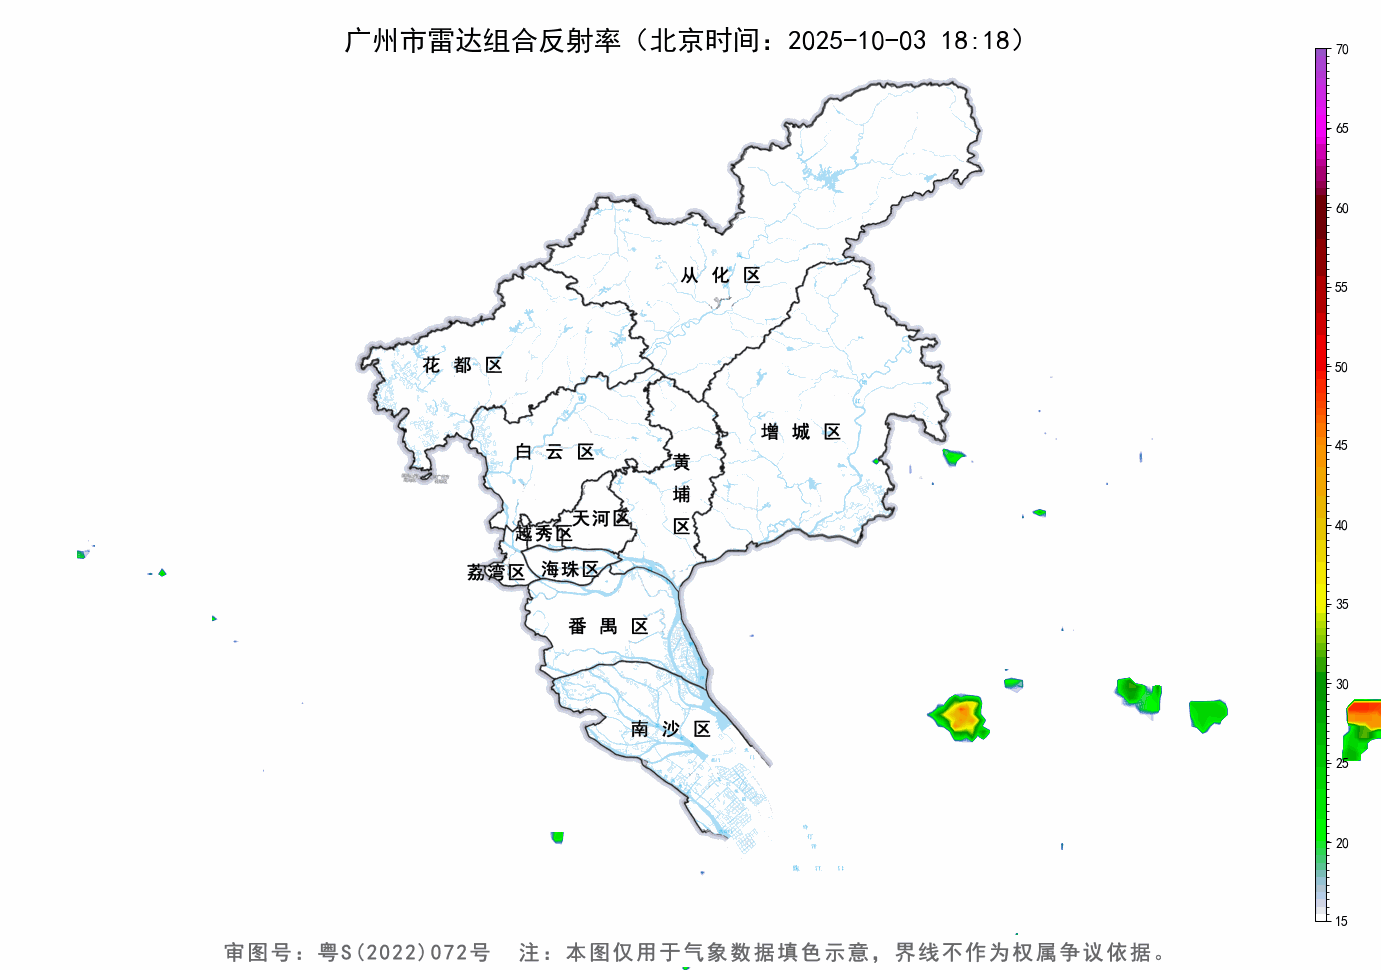 广州市雷达组合反射率（北京时间：2025-10-03 18:18）
70
65
60
55
50
45
40
35
30
25
20
15
从化区
花都区
增城区
白云区
黄埔区
天河区
越秀区
荔湾区
海珠区
番禺区
南沙区
审图号：粤S(2022)072号 注：本图仅用于气象数据填色示意，界线不作为权属争议依据。